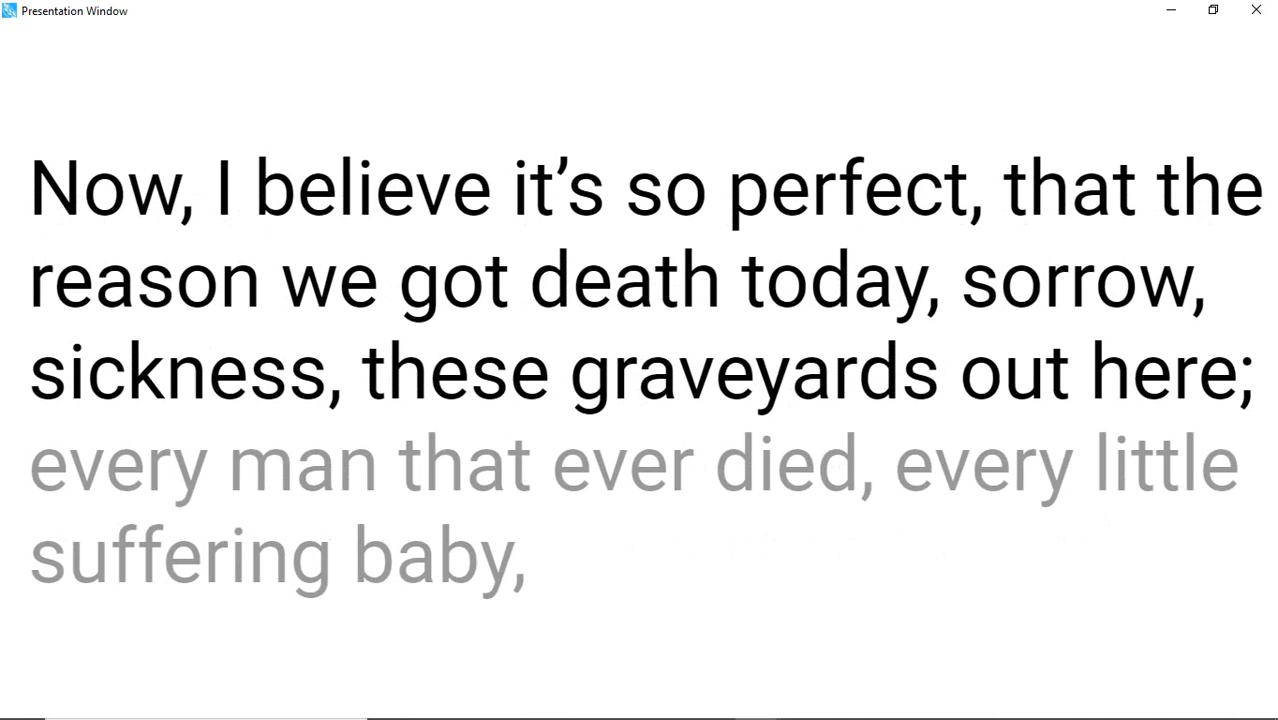 Presentation Window
Now, I believe it’s so perfect, that the
reason we got death today, sorrow,
sickness, these graveyards out here;
every man that ever died, every little
suffering baby,